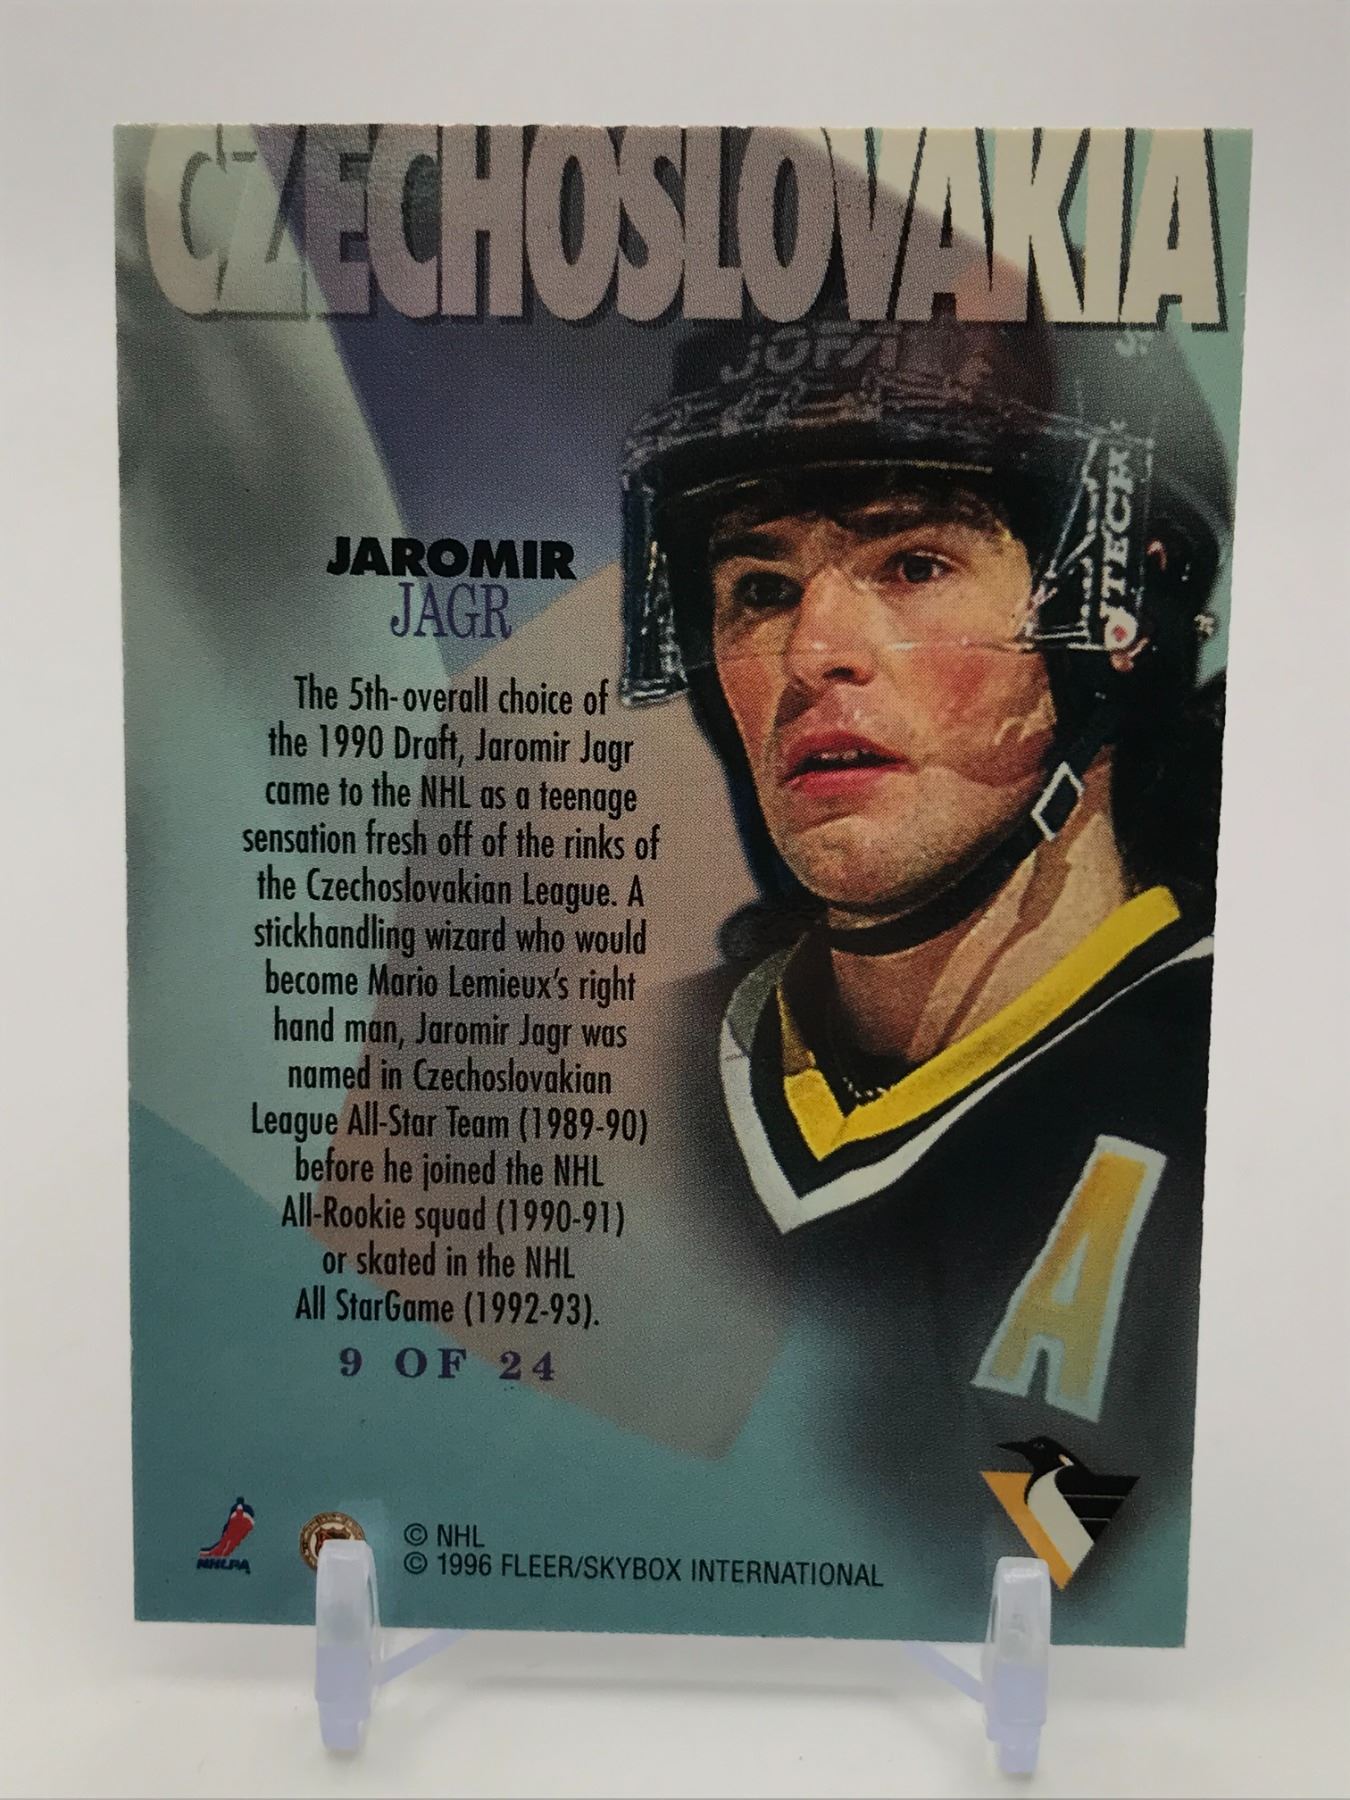 CZECHOSLOVAKIA
JOFA
JTECH
JAROMIR
JAGR
The 5th-overall choice of
the 1990 Draft, Jaromir Jagr
came to the NHL as a teenage
sensation fresh off of the rinks of
the Czechoslovakian League. A
stickhandling wizard who would
become Mario Lemieux's right
hand man, Jaromir Jagr was
named in Czechoslovakian
League All-Star Team (1989-90)
before he joined the NHL
All-Rookie squad (1990-91)
or skated in the NHL
All StarGame (1992-93).
9 OF 24
A
NHLPA
© NHL
© 1996 FLEER/SKYBOX INTERNATIONAL